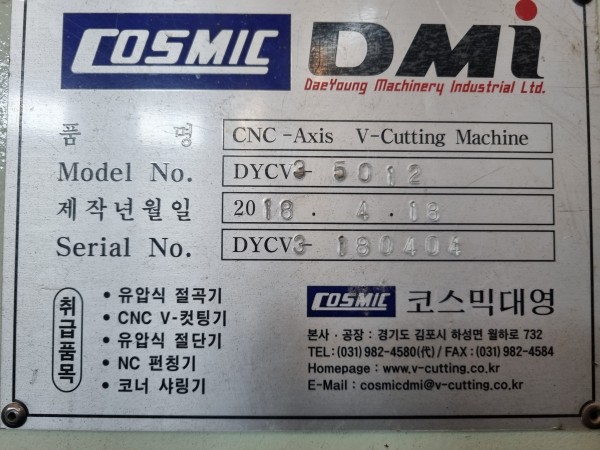 COSMIC DMi
DaeYoung Machinery Industrial Ltd.
품 명 CNC -Axis V-Cutting Machine
Model No. DYCV3- 5012
제작년월일 2018 . 4 . 18
Serial No. DYCV3- 180404
취급품목
• 유압식 절곡기
• CNC V-컷팅기
• 유압식 절단기
• NC 펀칭기
• 코너 샤링기
COSMIC 코스믹대영
본사 · 공장 : 경기도 김포시 하성면 월하로 732
TEL : (031) 982-4580(代) / FAX : (031) 982-4584
Homepage : www.v-cutting.co.kr
E-Mail : cosmicdmi@v-cutting.co.kr